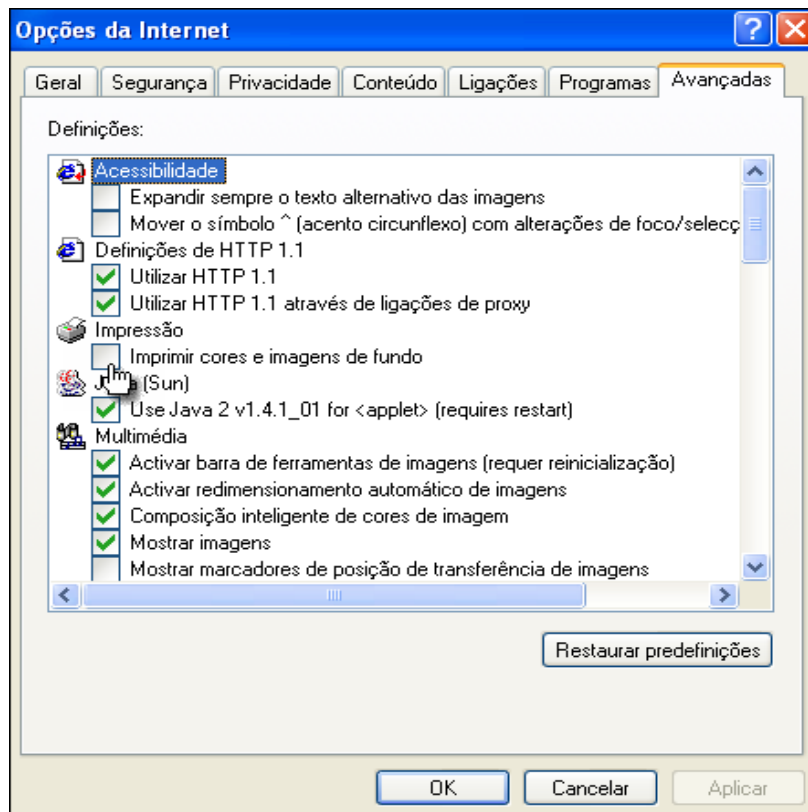 Opções da Internet
Geral Segurança Privacidade Conteúdo Ligações Programas Avançadas
Definições:
Acessibilidade
Expandir sempre o texto alternativo das imagens
Mover o símbolo ^ (acento circunflexo) com alterações de foco/selecç
Definições de HTTP 1.1
Utilizar HTTP 1.1
Utilizar HTTP 1.1 através de ligações de proxy
Impressão
Imprimir cores e imagens de fundo
(Sun)
Use Java 2 v1.4.1_01 for <applet> (requires restart)
Multimédia
Activar barra de ferramentas de imagens (requer reinicialização)
Activar redimensionamento automático de imagens
Composição inteligente de cores de imagem
Mostrar imagens
Mostrar marcadores de posição de transferência de imagens
Restaurar predefinições
OK Cancelar Aplicar